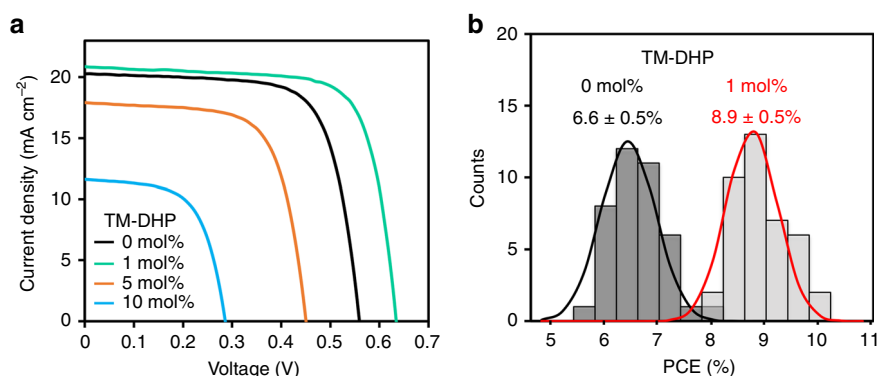 a
Current density (mA cm⁻²)
20
15
10
5
0
TM-DHP
0 mol%
1 mol%
5 mol%
10 mol%
0 0.1 0.2 0.3 0.4 0.5 0.6 0.7
Voltage (V)
b
Counts
20
15
10
5
0
TM-DHP
0 mol% 1 mol%
6.6 ± 0.5% 8.9 ± 0.5%
5 6 7 8 9 10 11
PCE (%)